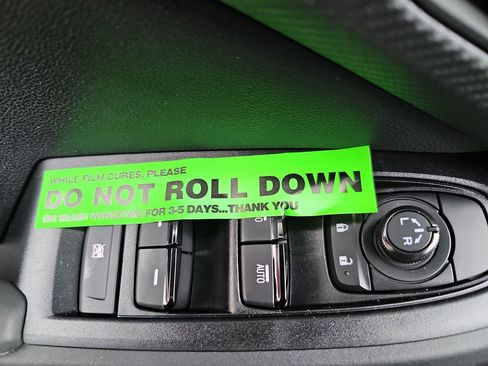 WHILE FILM CURES, PLEASE
DO NOT ROLL DOWN
WINDOWS FOR 3-5 DAYS...THANK YOU
AUTO
L R